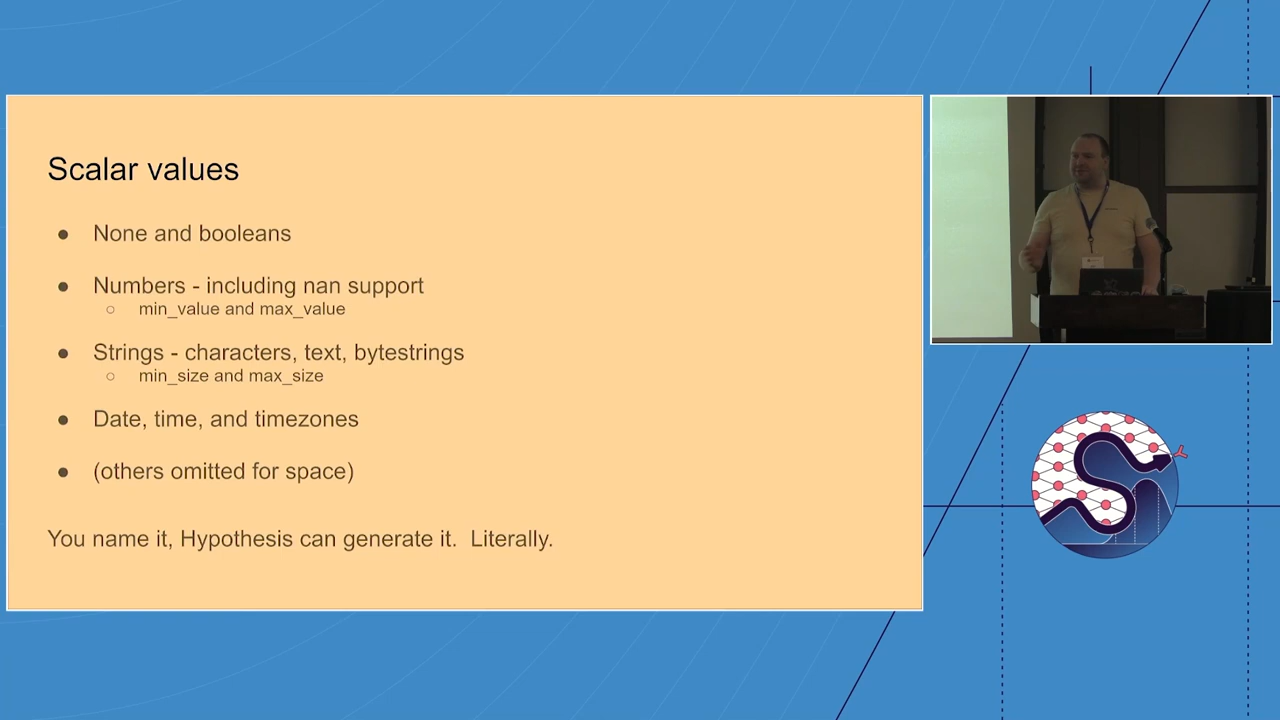 Scalar values
● None and booleans
● Numbers - including nan support
○ min_value and max_value
● Strings - characters, text, bytestrings
○ min_size and max_size
● Date, time, and timezones
● (others omitted for space)
You name it, Hypothesis can generate it. Literally.